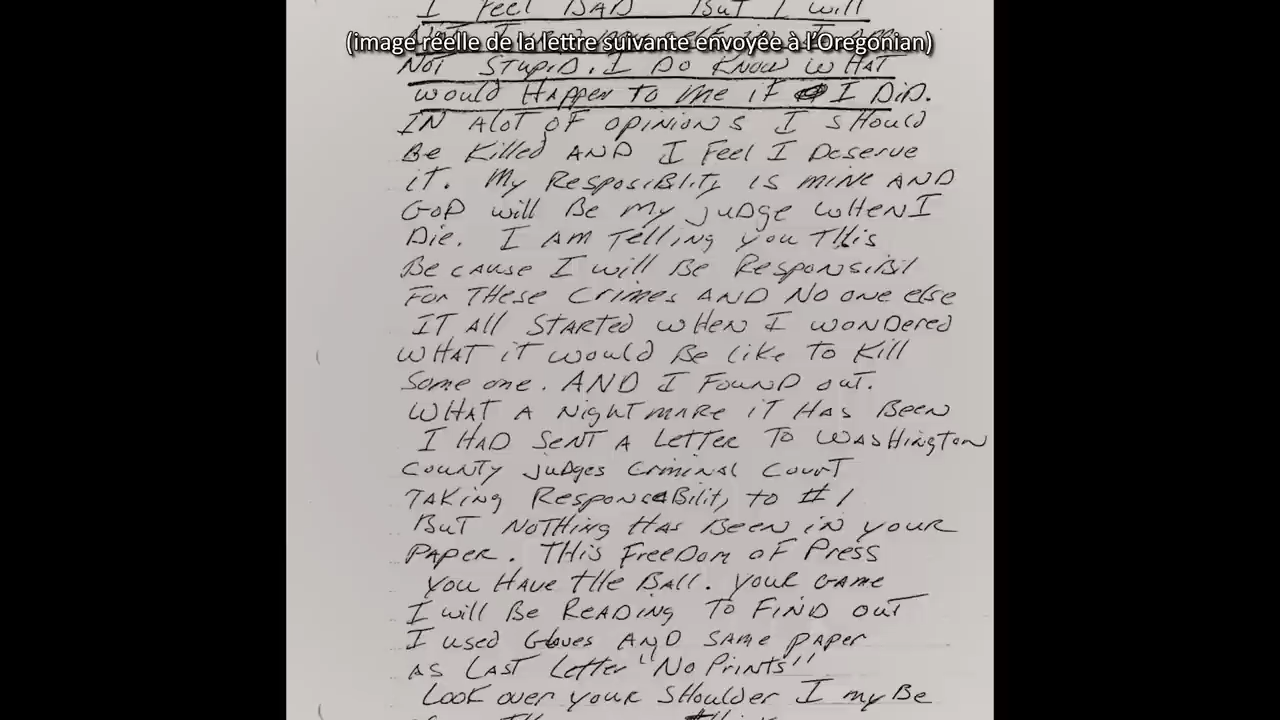 I FEEL BAD BUT I will
(image réelle de la lettre suivante envoyée à l'Oregonian)
NOT STUPID. I DO KNOW WHAT
would HAPPEN TO ME IF I DID.
IN ALOT OF OPINIONS I SHOULD
BE KILLED AND I FEEL I DESERVE
IT. MY RESPOSIBLITY IS MINE AND
GOD will BE MY JUDGE WHEN I
DIE. I AM TELLING YOU THIS
BECAUSE I WILL BE RESPONSIBIL
FOR THESE CRIMES AND NO ONE ELSE
IT ALL STARTED WHEN I WONDERED
WHAT IT WOULD BE LIKE TO KILL
SOME ONE. AND I FOUND OUT.
WHAT A NIGHTMARE IT HAS BEEN
I HAD SENT A LETTER TO WASHINGTON
COUNTY JUDGES CRIMINAL COURT
TAKING RESPONSABILITY TO #1
BUT NOTHING HAS BEEN IN YOUR
PAPER. THIS FREEDOM OF PRESS
YOU HAVE THE BALL. YOUR GAME
I WILL BE READING TO FIND OUT
I USED GLOVES AND SAME PAPER
AS LAST LETTER "NO PRINTS"
LOOK OVER YOUR SHOULDER I MY BE